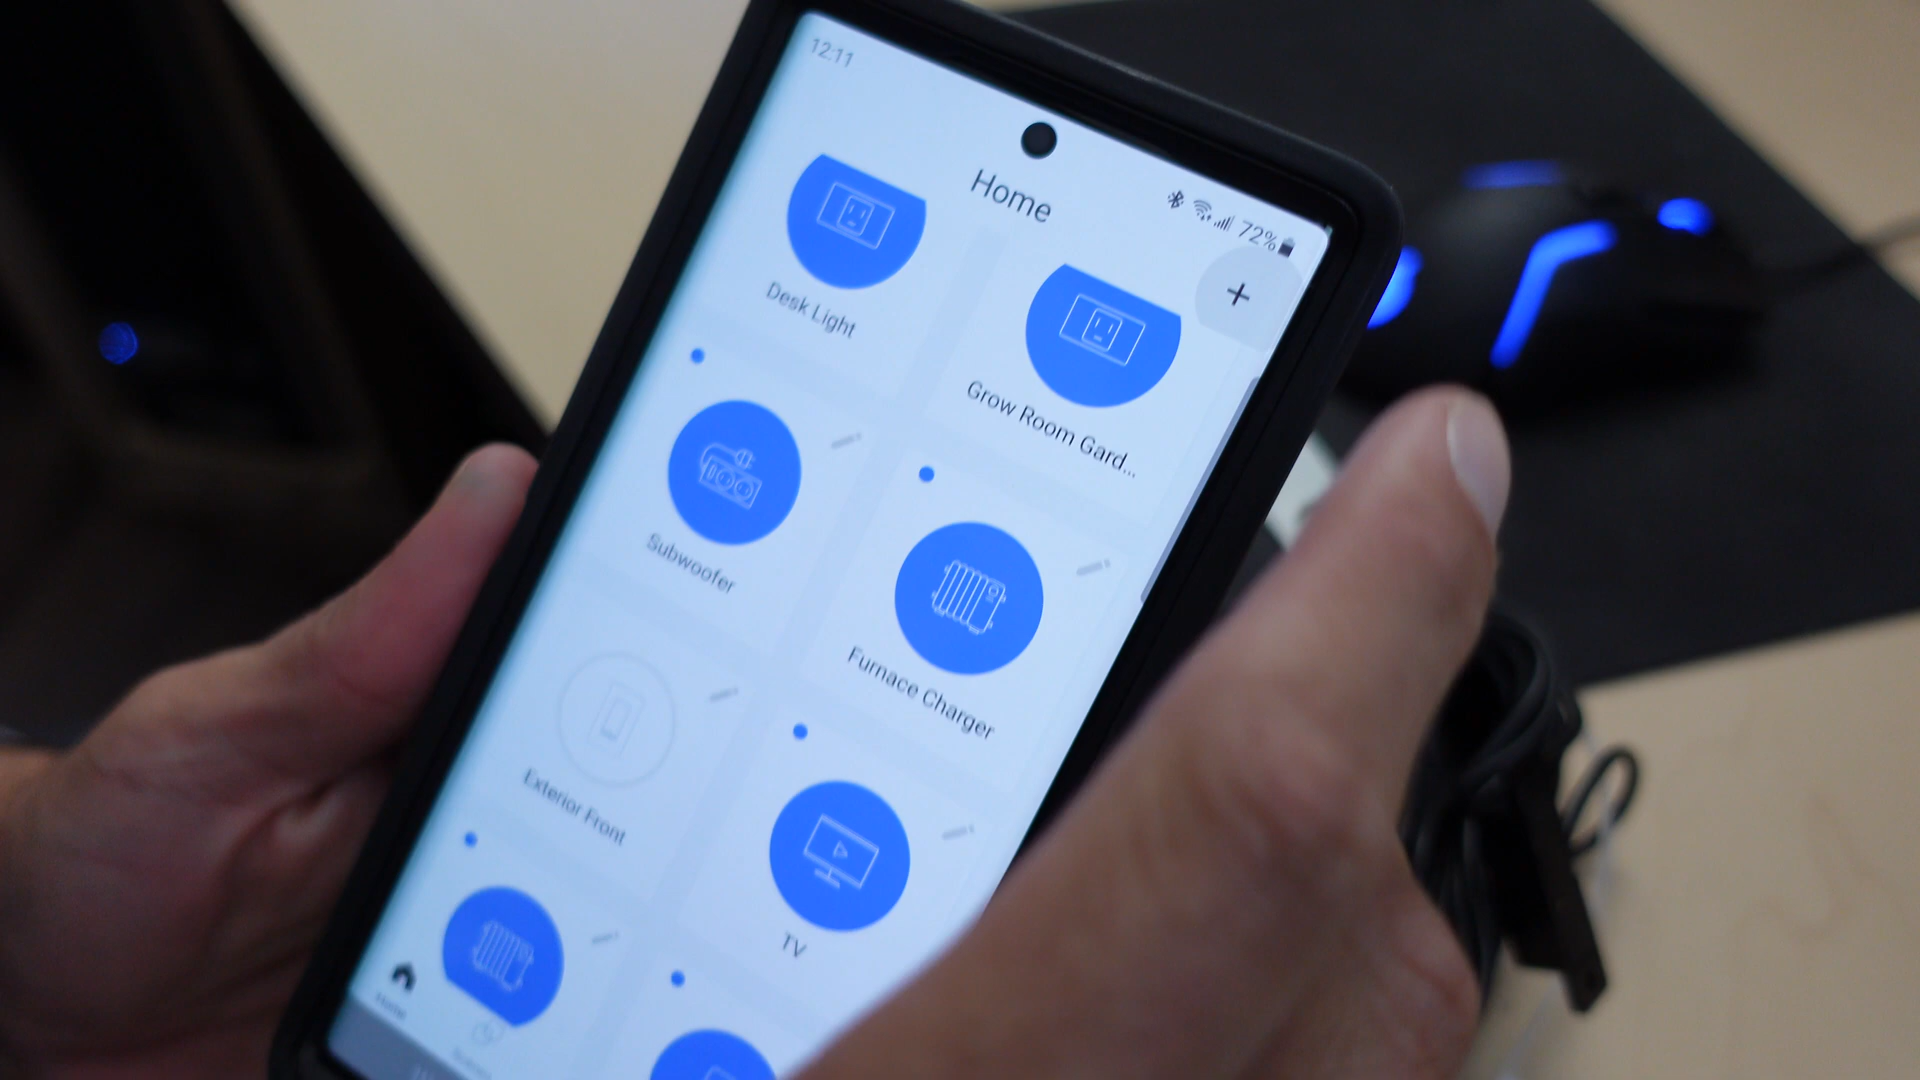 12:11
Home
72%
Desk Light
Grow Room Gard...
Subwoofer
Furnace Charger
Exterior Front
TV
Home